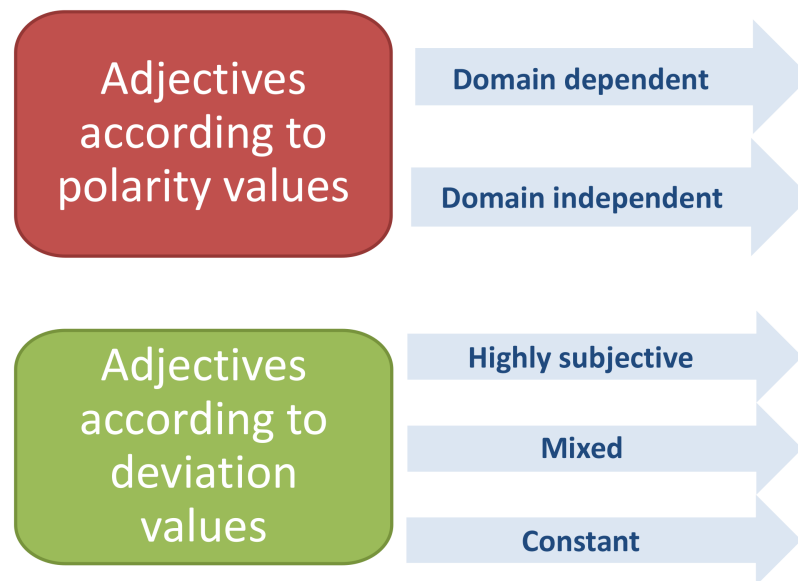 Adjectives
according to
polarity values
Domain dependent
Domain independent
Adjectives
according to
deviation
values
Highly subjective
Mixed
Constant